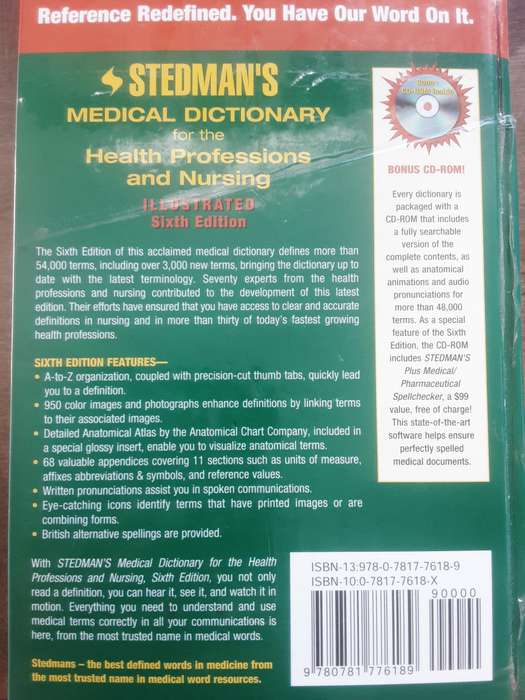 Reference Redefined. You Have Our Word On It.
STEDMAN'S
MEDICAL DICTIONARY
for the
Health Professions
and Nursing
ILLUSTRATED
Sixth Edition
The Sixth Edition of this acclaimed medical dictionary defines more than
54,000 terms, including over 3,000 new terms, bringing the dictionary up to
date with the latest terminology. Seventy experts from the health
professions and nursing contributed to the development of this latest
edition. Their efforts have ensured that you have access to clear and accurate
definitions in nursing and in more than thirty of today's fastest growing
health professions.
SIXTH EDITION FEATURES—
• A-to-Z organization, coupled with precision-cut thumb tabs, quickly lead
you to a definition.
• 950 color images and photographs enhance definitions by linking terms
to their associated images.
• Detailed Anatomical Atlas by the Anatomical Chart Company, included in
a special glossy insert, enable you to visualize anatomical terms.
• 68 valuable appendices covering 11 sections such as units of measure,
affixes abbreviations & symbols, and reference values.
• Written pronunciations assist you in spoken communications.
• Eye-catching icons identify terms that have printed images or are
combining forms.
• British alternative spellings are provided.
With STEDMAN'S Medical Dictionary for the Health
Professions and Nursing, Sixth Edition, you not only
read a definition, you can hear it, see it, and watch it in
motion. Everything you need to understand and use
medical terms correctly in all your communications is
here, from the most trusted name in medical words.
Stedmans – the best defined words in medicine from
the most trusted name in medical word resources.
Bonus
CD-ROM Inside!
BONUS CD-ROM!
Every dictionary is
packaged with a
CD-ROM that includes
a fully searchable
version of the
complete contents, as
well as anatomical
animations and audio
pronunciations for
more than 48,000
terms. As a special
feature of the Sixth
Edition, the CD-ROM
includes STEDMAN'S
Plus Medical/
Pharmaceutical
Spellchecker, a $99
value, free of charge!
This state-of-the-art
software helps ensure
perfectly spelled
medical documents.
ISBN-13:978-0-7817-7618-9
ISBN-10:0-7817-7618-X
90000
9 780781 776189